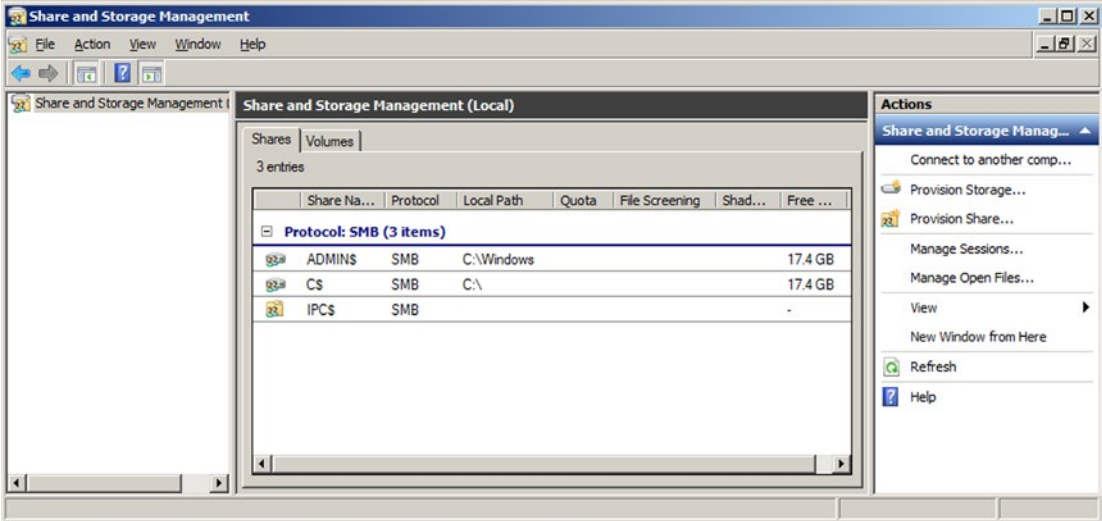 Share and Storage Management
File Action View Window Help
Share and Storage Management (
Share and Storage Management (Local)
Shares Volumes
3 entries
Share Na... Protocol Local Path Quota File Screening Shad... Free ...
Protocol: SMB (3 items)
ADMIN$ SMB C:\Windows 17.4 GB
C$ SMB C:\ 17.4 GB
IPC$ SMB -
Actions
Share and Storage Manag...
Connect to another comp...
Provision Storage...
Provision Share...
Manage Sessions...
Manage Open Files...
View
New Window from Here
Refresh
Help